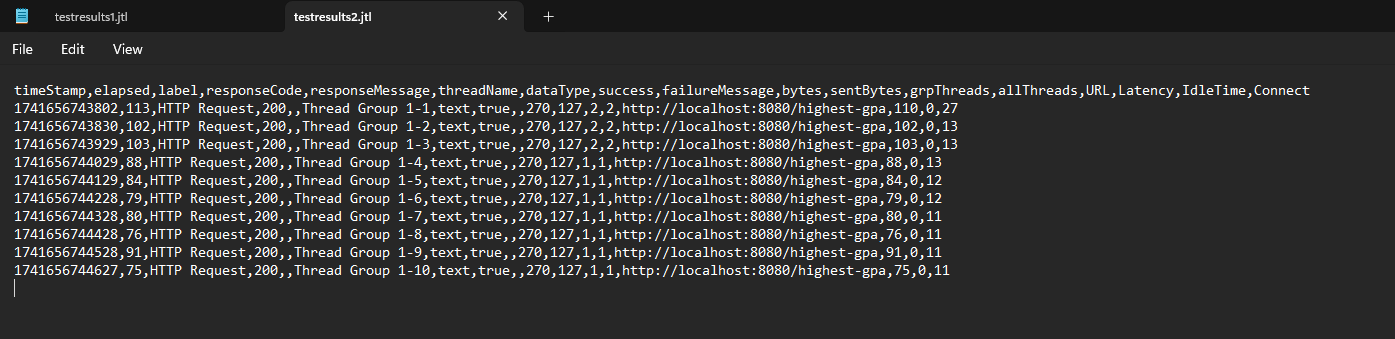 testresults1.jtl
testresults2.jtl
File Edit View
timeStamp,elapsed,label,responseCode,responseMessage,threadName,dataType,success,failureMessage,bytes,sentBytes,grpThreads,allThreads,URL,Latency,IdleTime,Connect
1741656743802,113,HTTP Request,200,,Thread Group 1-1,text,true,,270,127,2,2,http://localhost:8080/highest-gpa,110,0,27
1741656743830,102,HTTP Request,200,,Thread Group 1-2,text,true,,270,127,2,2,http://localhost:8080/highest-gpa,102,0,13
1741656743929,103,HTTP Request,200,,Thread Group 1-3,text,true,,270,127,2,2,http://localhost:8080/highest-gpa,103,0,13
1741656744029,88,HTTP Request,200,,Thread Group 1-4,text,true,,270,127,1,1,http://localhost:8080/highest-gpa,88,0,13
1741656744129,84,HTTP Request,200,,Thread Group 1-5,text,true,,270,127,1,1,http://localhost:8080/highest-gpa,84,0,12
1741656744228,79,HTTP Request,200,,Thread Group 1-6,text,true,,270,127,1,1,http://localhost:8080/highest-gpa,79,0,12
1741656744328,80,HTTP Request,200,,Thread Group 1-7,text,true,,270,127,1,1,http://localhost:8080/highest-gpa,80,0,11
1741656744428,76,HTTP Request,200,,Thread Group 1-8,text,true,,270,127,1,1,http://localhost:8080/highest-gpa,76,0,11
1741656744528,91,HTTP Request,200,,Thread Group 1-9,text,true,,270,127,1,1,http://localhost:8080/highest-gpa,91,0,11
1741656744627,75,HTTP Request,200,,Thread Group 1-10,text,true,,270,127,1,1,http://localhost:8080/highest-gpa,75,0,11